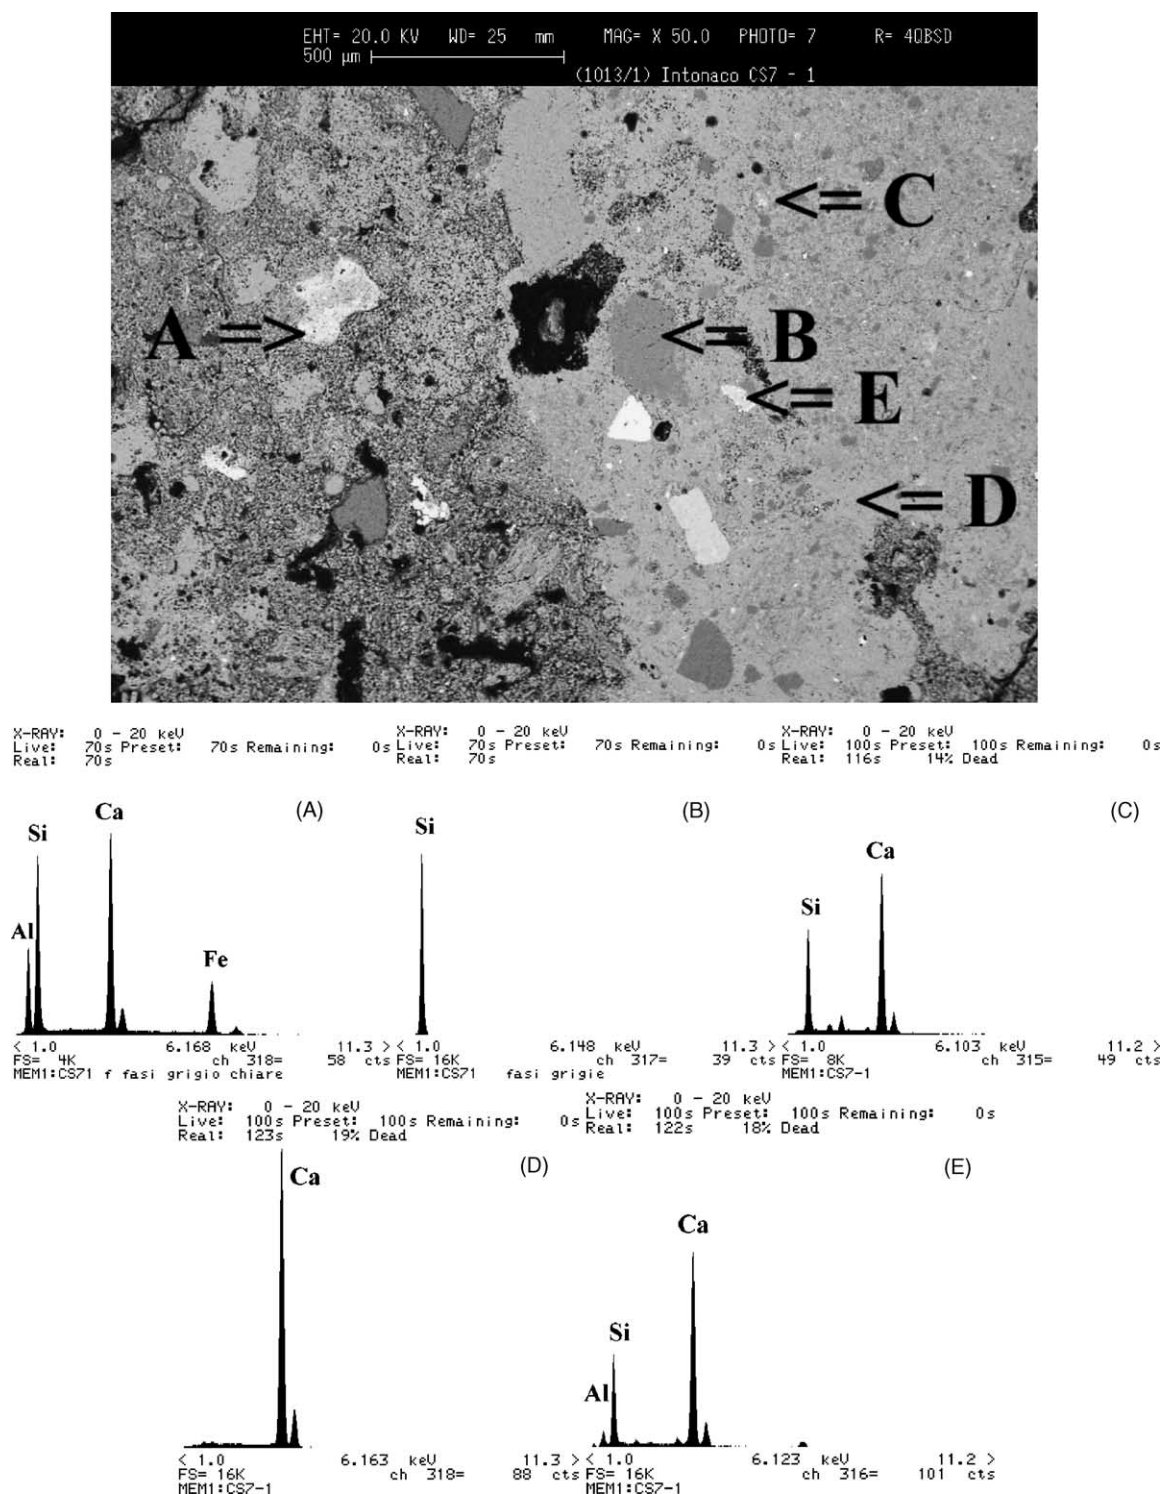 EHT= 20.0 KV WD= 25 mm MAG= X 50.0 PHOTO= 7 R= 4QBSD
500 µm
(1013/1) Intonaco CS7 - 1
<== C
A ==>
<== B
<== E
<== D
X-RAY: 0 - 20 keV
Live: 70s Preset: 70s Remaining: 0s
Real: 70s
(A)
Ca
Si
Al
Fe
< 1.0 6.168 keV 11.3 >
FS= 4K ch 318= 58 cts
MEM1:CS71 f fasi grigio chiare
X-RAY: 0 - 20 keV
Live: 70s Preset: 70s Remaining: 0s
Real: 70s
(B)
Si
< 1.0 6.148 keV 11.3 >
FS= 16K ch 317= 39 cts
MEM1:CS71 fasi grigie
X-RAY: 0 - 20 keV
Live: 100s Preset: 100s Remaining: 0s
Real: 116s 14% Dead
(C)
Ca
Si
< 1.0 6.103 keV 11.2 >
FS= 8K ch 315= 49 cts
MEM1:CS7-1
X-RAY: 0 - 20 keV
Live: 100s Preset: 100s Remaining: 0s
Real: 123s 19% Dead
(D)
Ca
< 1.0 6.163 keV 11.3 >
FS= 16K ch 318= 88 cts
MEM1:CS7-1
X-RAY: 0 - 20 keV
Live: 100s Preset: 100s Remaining: 0s
Real: 122s 18% Dead
(E)
Ca
Si
Al
< 1.0 6.123 keV 11.2 >
FS= 16K ch 316= 101 cts
MEM1:CS7-1